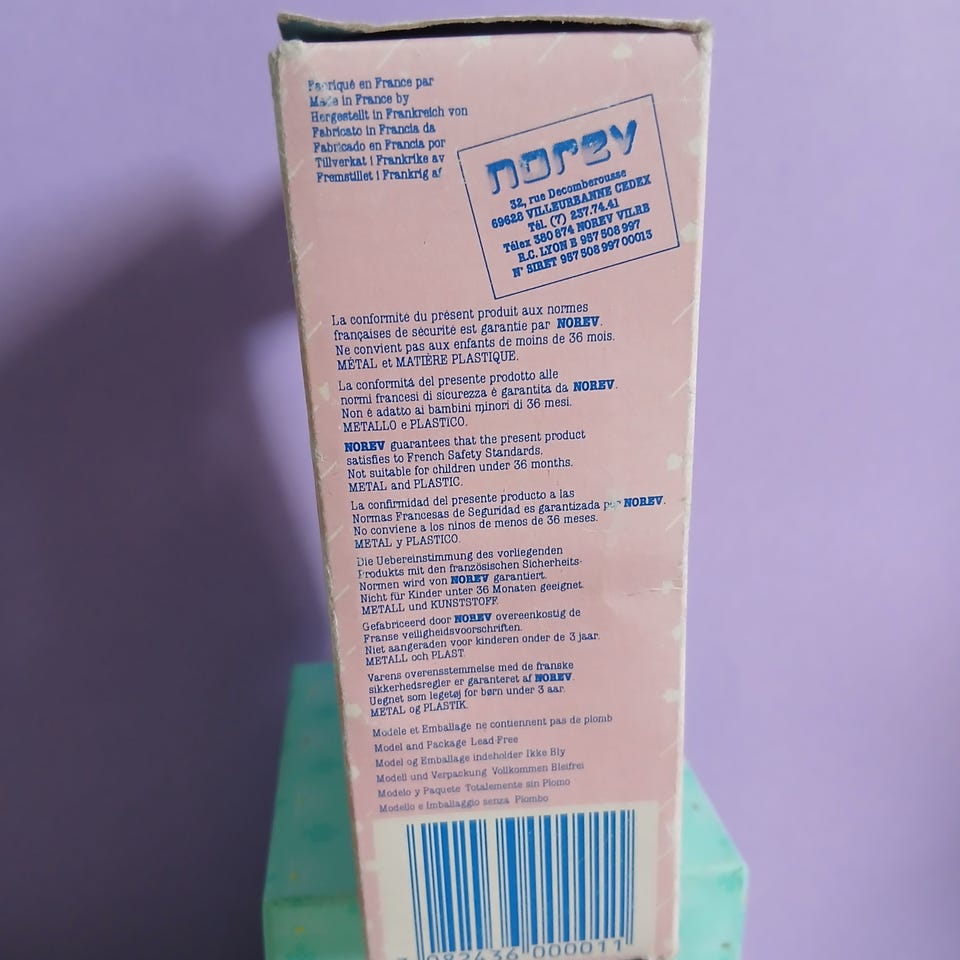 Fabriqué en France par
Made in France by
Hergestellt in Frankreich von
Fabricato in Francia da
Fabricado en Francia por
Tillverkat i Frankrike av
Fremstillet i Frankrig af
norev
32, rue Decomberousse
69628 VILLEURBANNE CEDEX
Tél. (7) 237.74.41
Télex 380 874 NOREV VILRB
R.C. LYON B 957 508 997
N° SIRET 957 508 997 00013
La conformité du présent produit aux normes
françaises de sécurité est garantie par NOREV.
Ne convient pas aux enfants de moins de 36 mois.
MÉTAL et MATIÈRE PLASTIQUE.
La conformitá del presente prodotto alle
normi francesi di sicurezza é garantita da NOREV.
Non é adatto ai bambini minori di 36 mesi.
METALLO e PLASTICO.
NOREV guarantees that the present product
satisfies to French Safety Standards.
Not suitable for children under 36 months.
METAL and PLASTIC.
La confirmidad del presente producto a las
Normas Francesas de Seguridad es garantizada por NOREV.
No conviene a los ninos de menos de 36 meses.
METAL y PLASTICO.
Die Uebereinstimmung des vorliegenden
Produkts mit den französischen Sicherheits-
Normen wird von NOREV garantiert.
Nicht für Kinder unter 36 Monaten geeignet.
METALL und KUNSTSTOFF.
Gefabriceerd door NOREV overeenkostig de
Franse veiligheidsvoorschriften.
Niet aangeraden voor kinderen onder de 3 jaar.
METALL och PLAST.
Varens overensstemmelse med de franske
sikkerhedsregler er garanteret af NOREV.
Uegnet som legetøj for børn under 3 aar.
METAL og PLASTIK.
Modèle et Emballage ne contiennent pas de plomb
Model and Package Lead-Free
Model og Emballage indeholder Ikke Bly
Modell und Verpackung Vollkommen Bleifrei
Modelo y Paquete Totalemente sin Plomo
Modello e Imballaggio senza Piombo
082436 000011